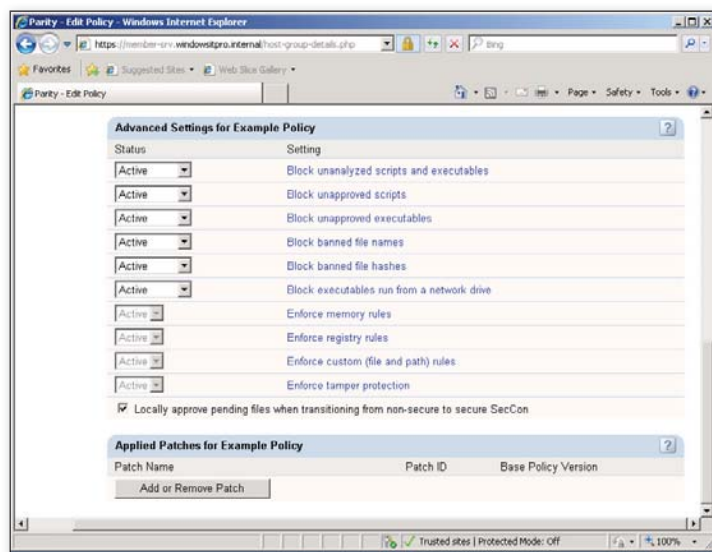 Parity - Edit Policy - Windows Internet Explorer
https://member-srv.windowsitpro.internal/host-group-details.php
Bing
Favorites
Suggested Sites
Web Slice Gallery
Parity - Edit Policy
Page
Safety
Tools
Advanced Settings for Example Policy
?
Status Setting
Active Block unanalyzed scripts and executables
Active Block unapproved scripts
Active Block unapproved executables
Active Block banned file names
Active Block banned file hashes
Active Block executables run from a network drive
Active Enforce memory rules
Active Enforce registry rules
Active Enforce custom (file and path) rules
Active Enforce tamper protection
Locally approve pending files when transitioning from non-secure to secure SecCon
Applied Patches for Example Policy
?
Patch Name Patch ID Base Policy Version
Add or Remove Patch
Trusted sites | Protected Mode: Off
100%